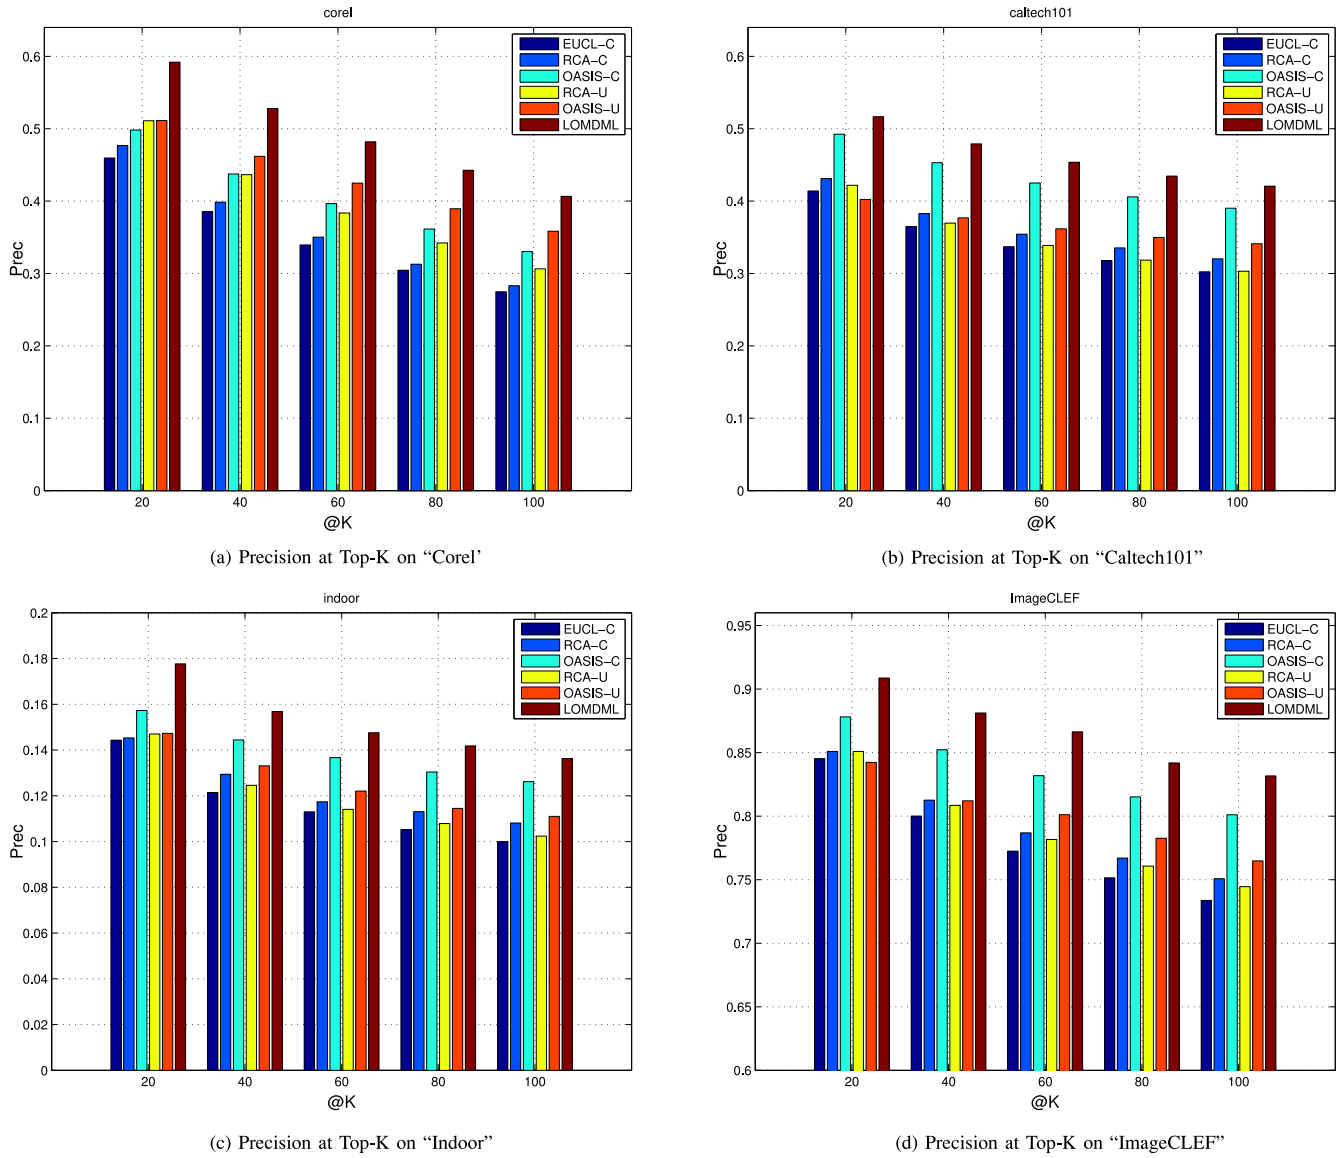 corel
0.6
0.5
0.4
0.3
0.2
0.1
0
Prec
20 40 60 80 100
@K
EUCL-C
RCA-C
OASIS-C
RCA-U
OASIS-U
LOMDML
(a) Precision at Top-K on “Corel’
caltech101
0.6
0.5
0.4
0.3
0.2
0.1
0
Prec
20 40 60 80 100
@K
EUCL-C
RCA-C
OASIS-C
RCA-U
OASIS-U
LOMDML
(b) Precision at Top-K on “Caltech101”
indoor
0.2
0.18
0.16
0.14
0.12
0.1
0.08
0.06
0.04
0.02
0
Prec
20 40 60 80 100
@K
EUCL-C
RCA-C
OASIS-C
RCA-U
OASIS-U
LOMDML
(c) Precision at Top-K on “Indoor”
ImageCLEF
0.95
0.9
0.85
0.8
0.75
0.7
0.65
0.6
Prec
20 40 60 80 100
@K
EUCL-C
RCA-C
OASIS-C
RCA-U
OASIS-U
LOMDML
(d) Precision at Top-K on “ImageCLEF”